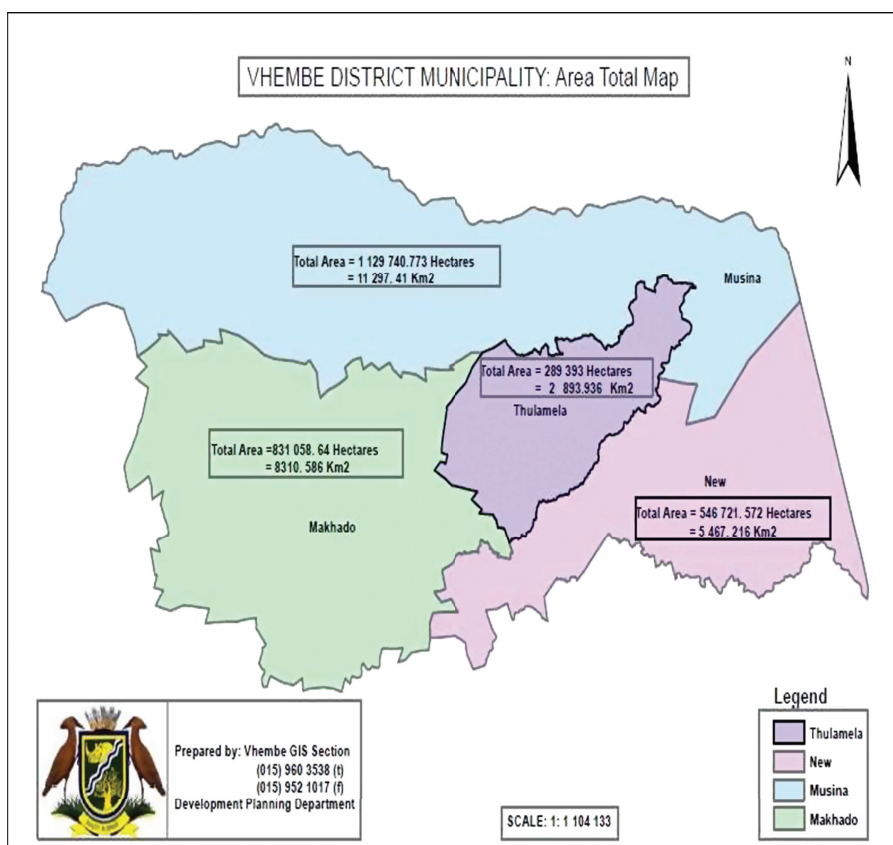 VHEMBE DISTRICT MUNICIPALITY: Area Total Map
N
Total Area = 1 129 740.773 Hectares
= 11 297. 41 Km2
Musina
Total Area = 289 393 Hectares
= 2 893.936 Km2
Thulamela
Total Area =831 058. 64 Hectares
= 8310. 586 Km2
Makhado
New
Total Area = 546 721. 572 Hectares
= 5 467. 216 Km2
Legend
Thulamela
New
Musina
Makhado
Prepared by: Vhembe GIS Section
(015) 960 3538 (t)
(015) 952 1017 (f)
Development Planning Department
SCALE: 1: 1 104 133